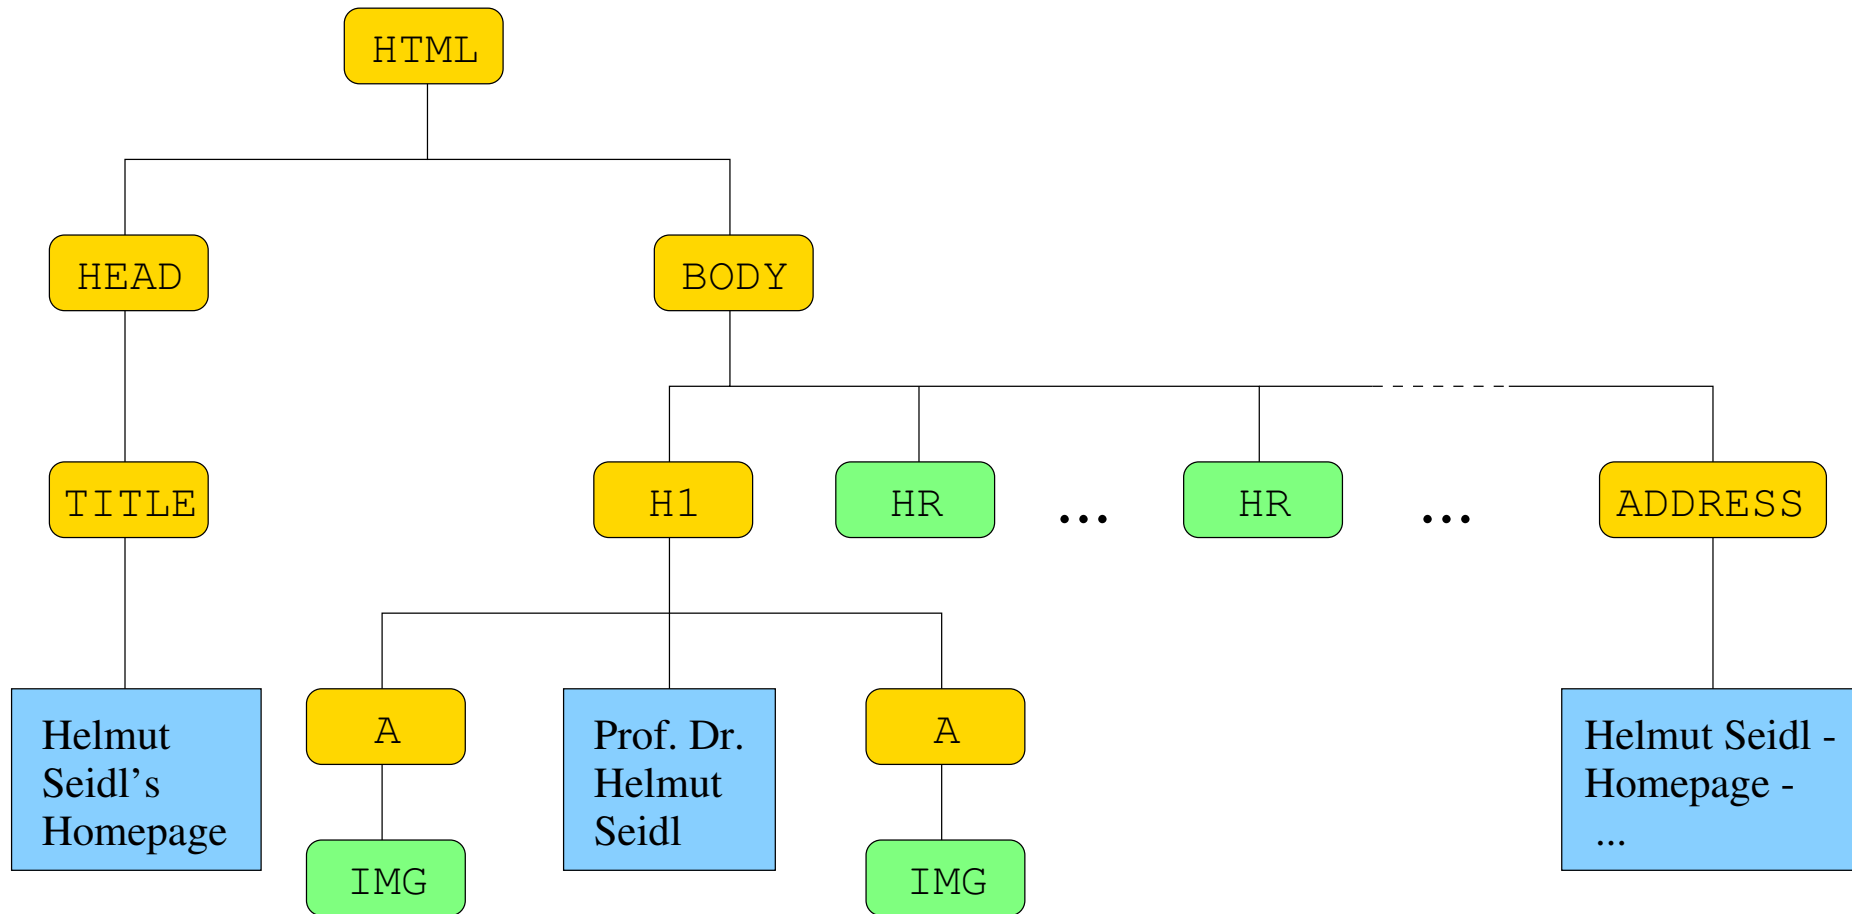 HTML
HEAD
BODY
TITLE
H1
HR
...
HR
...
ADDRESS
Helmut
Seidl’s
Homepage
A
Prof. Dr.
Helmut
Seidl
A
Helmut Seidl -
Homepage -
...
IMG
IMG